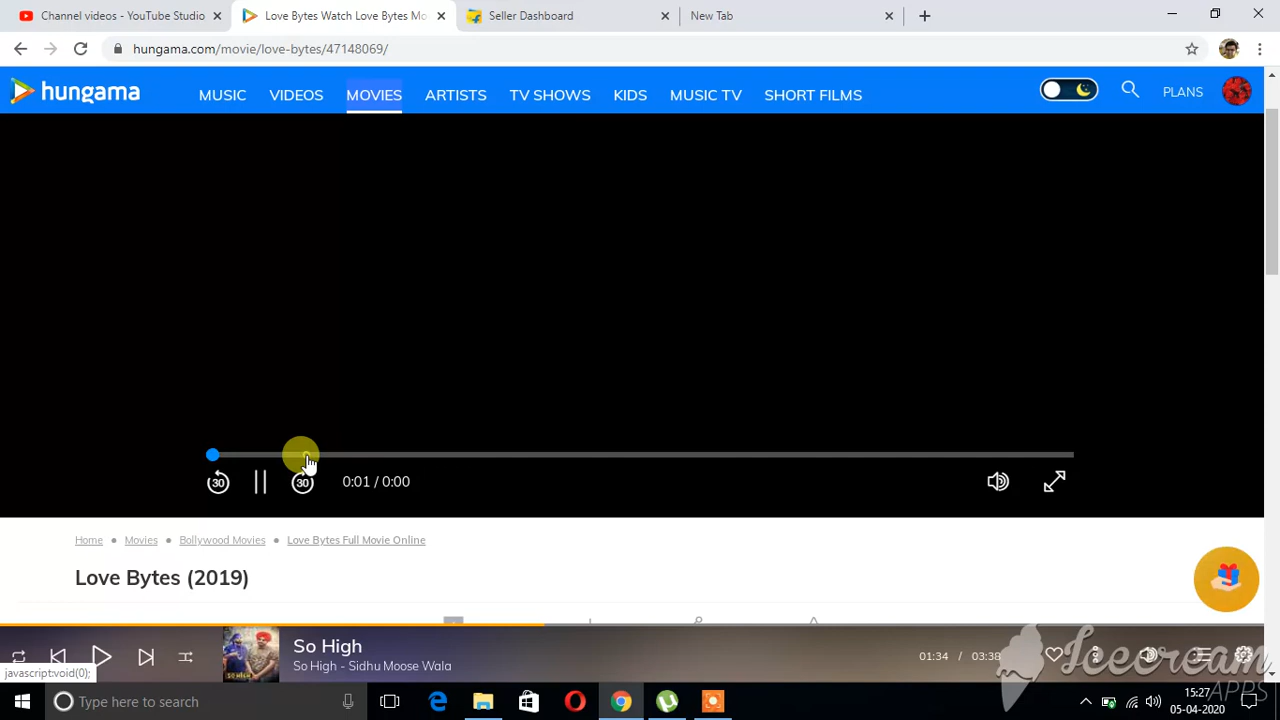 Channel videos - YouTube Studio
Love Bytes Watch Love Bytes Mo
Seller Dashboard
New Tab
hungama.com/movie/love-bytes/47148069/
hungama
MUSIC
VIDEOS
MOVIES
ARTISTS
TV SHOWS
KIDS
MUSIC TV
SHORT FILMS
PLANS
30
30
0:01 / 0:00
Home
Movies
Bollywood Movies
Love Bytes Full Movie Online
Love Bytes (2019)
So High
So High - Sidhu Moose Wala
01:34 / 03:38
javascript:void(0);
Icecream
APPS
Type here to search
15:27
05-04-2020